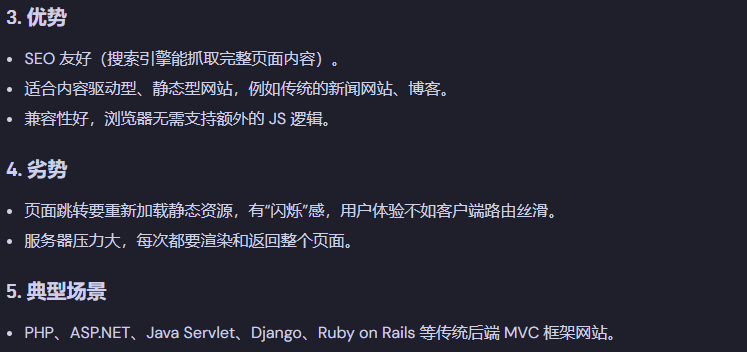 3. 优势
• SEO 友好（搜索引擎能抓取完整页面内容）。
• 适合内容驱动型、静态型网站，例如传统的新闻网站、博客。
• 兼容性好，浏览器无需支持额外的 JS 逻辑。
4. 劣势
• 页面跳转要重新加载静态资源，有“闪烁”感，用户体验不如客户端路由丝滑。
• 服务器压力大，每次都要渲染和返回整个页面。
5. 典型场景
• PHP、ASP.NET、Java Servlet、Django、Ruby on Rails 等传统后端 MVC 框架网站。